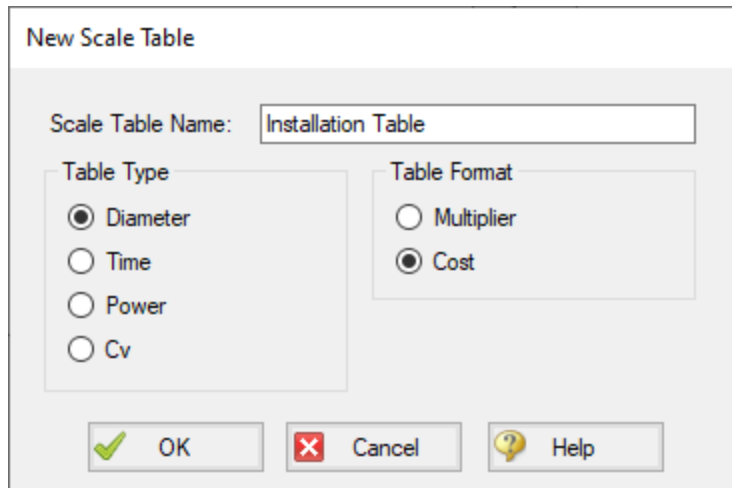 New Scale Table
Scale Table Name: Installation Table
Table Type
Diameter
Time
Power
Cv
Table Format
Multiplier
Cost
OK Cancel Help